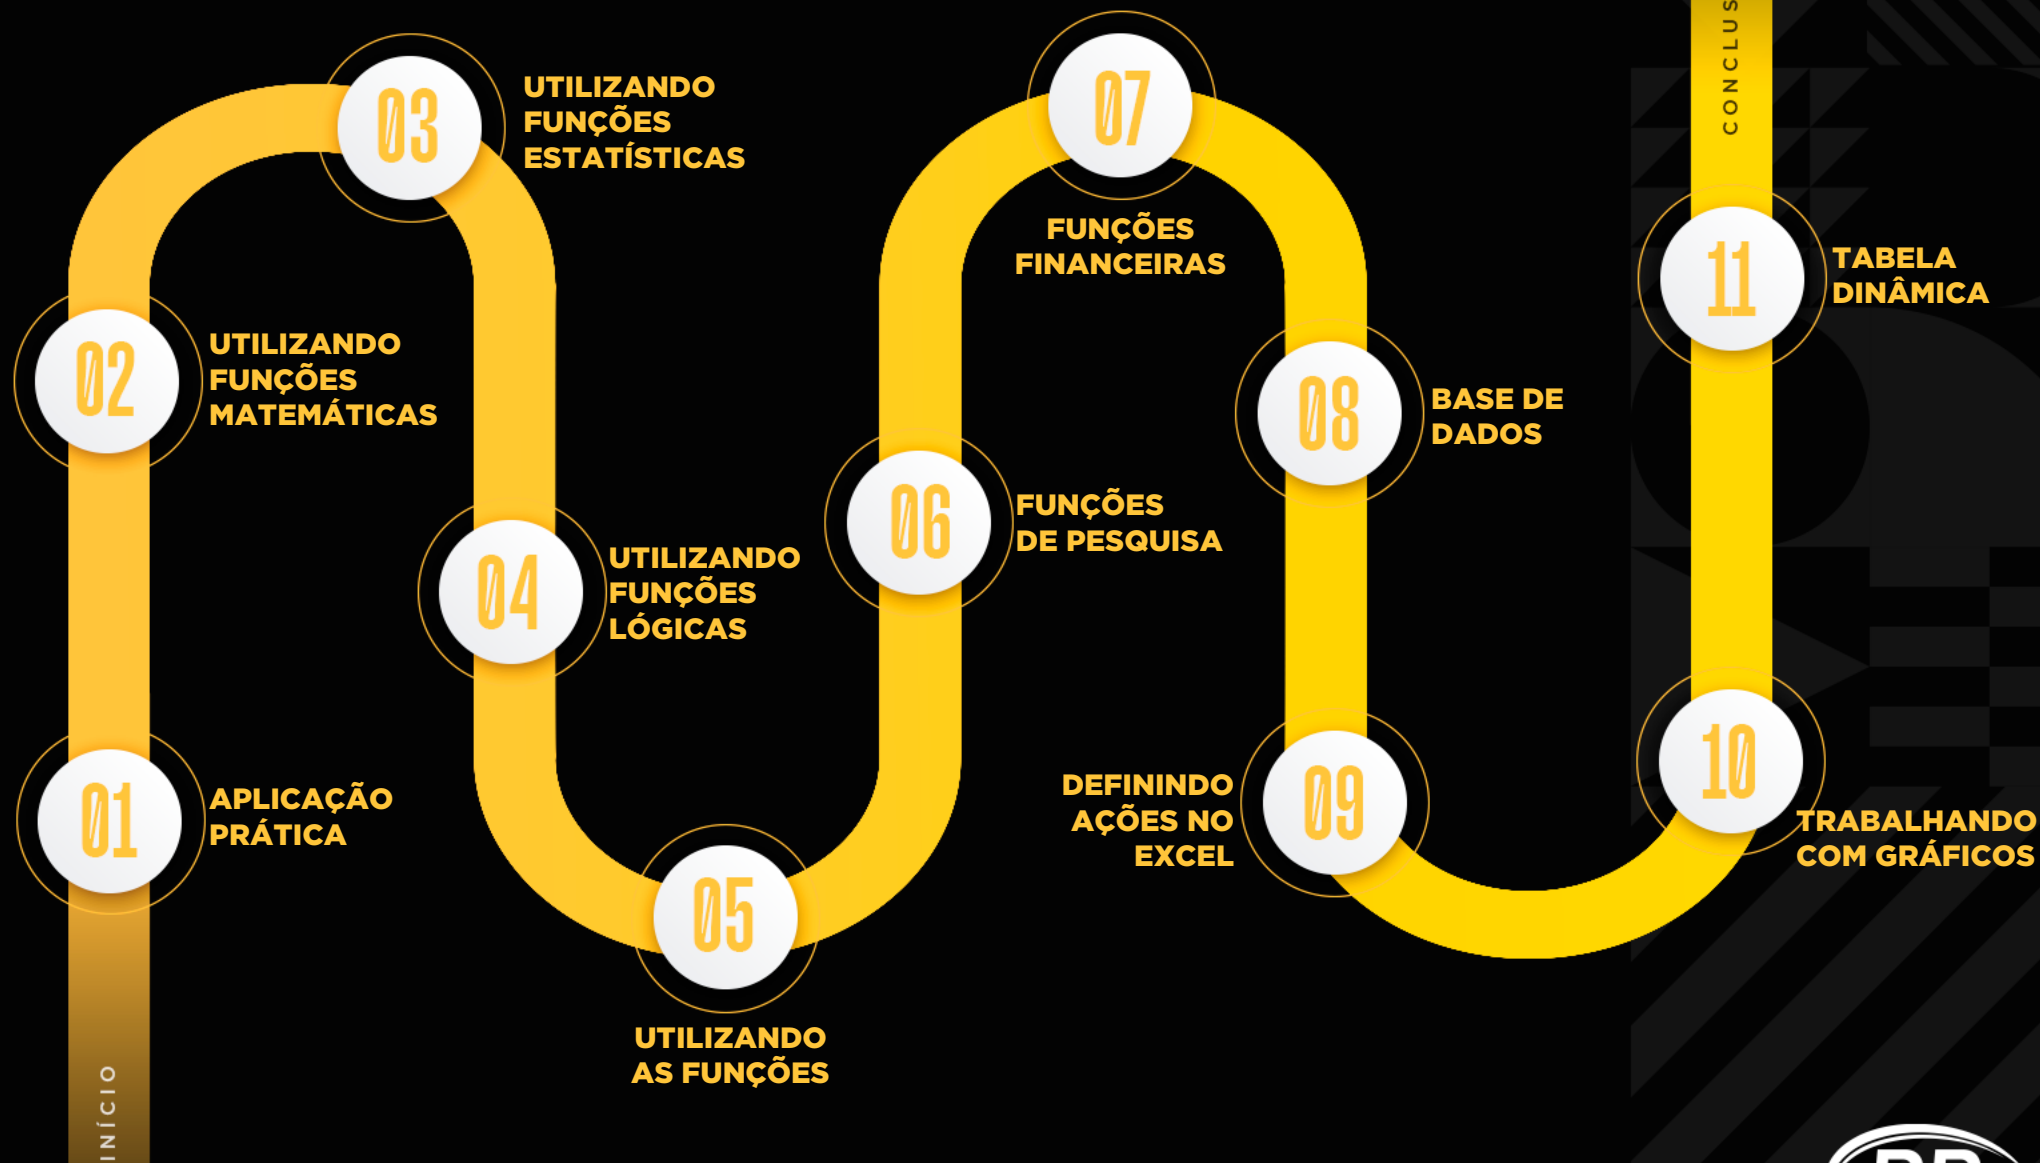 INÍCIO
01
APLICAÇÃO
PRÁTICA
02
UTILIZANDO
FUNÇÕES
MATEMÁTICAS
03
UTILIZANDO
FUNÇÕES
ESTATÍSTICAS
04
UTILIZANDO
FUNÇÕES
LÓGICAS
05
UTILIZANDO
AS FUNÇÕES
06
FUNÇÕES
DE PESQUISA
07
FUNÇÕES
FINANCEIRAS
08
BASE DE
DADOS
09
DEFININDO
AÇÕES NO
EXCEL
10
TRABALHANDO
COM GRÁFICOS
11
TABELA
DINÂMICA
CONCLUS